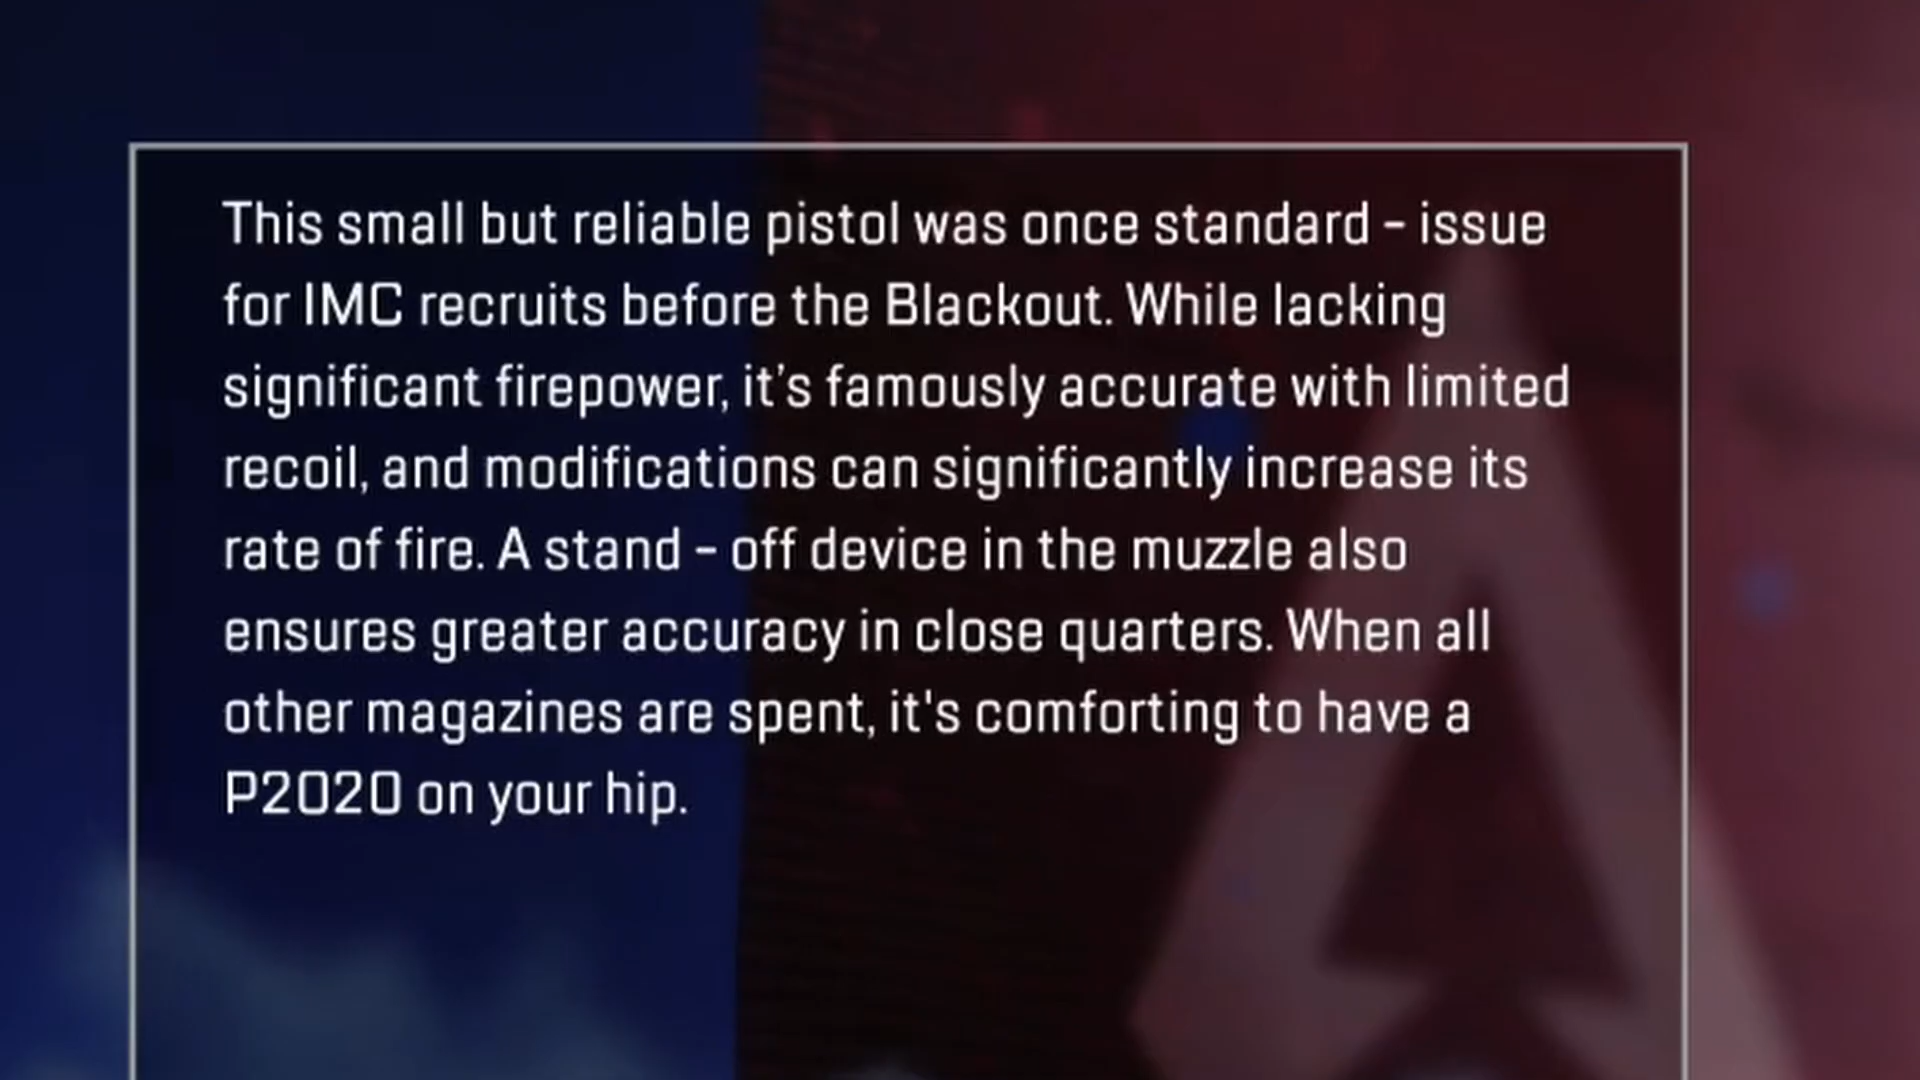 This small but reliable pistol was once standard – issue
for IMC recruits before the Blackout. While lacking
significant firepower, it’s famously accurate with limited
recoil, and modifications can significantly increase its
rate of fire. A stand – off device in the muzzle also
ensures greater accuracy in close quarters. When all
other magazines are spent, it's comforting to have a
P2020 on your hip.